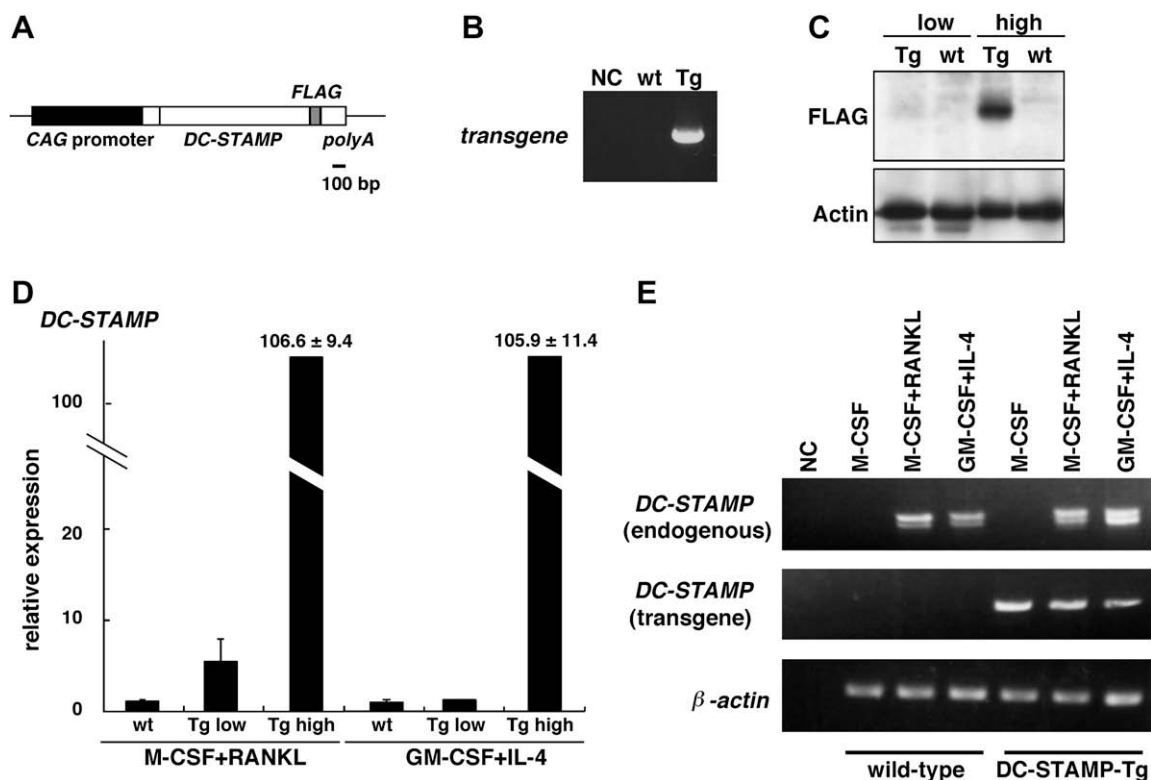 A
FLAG
CAG promoter
DC-STAMP
polyA
100 bp
B
NC wt Tg
transgene
C
low high
Tg wt Tg wt
FLAG
Actin
D
DC-STAMP
106.6 ± 9.4
105.9 ± 11.4
relative expression
100
20
10
0
wt Tg low Tg high wt Tg low Tg high
M-CSF+RANKL GM-CSF+IL-4
E
NC
M-CSF
M-CSF+RANKL
GM-CSF+IL-4
M-CSF
M-CSF+RANKL
GM-CSF+IL-4
DC-STAMP
(endogenous)
DC-STAMP
(transgene)
β-actin
wild-type DC-STAMP-Tg